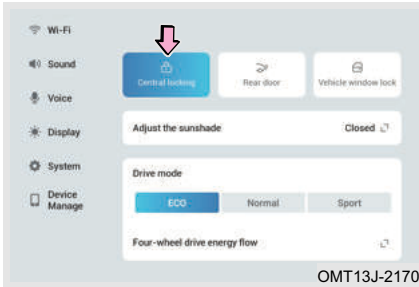 Wi-Fi
Sound
Voice
Display
System
Device
Manage
Central locking
Rear door
Vehicle window lock
Adjust the sunshade
Closed
Drive mode
ECO
Normal
Sport
Four-wheel drive energy flow
OMT13J-2170